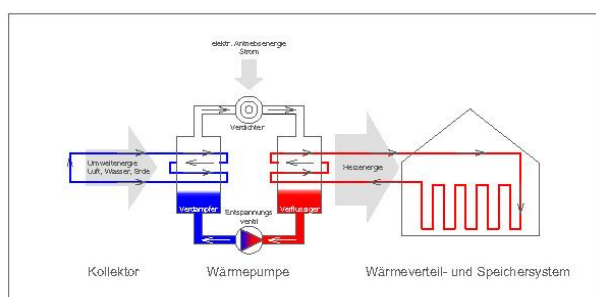 elektr. Antriebsenergie
Strom
Verdichter
Umweltenergie
Luft, Wasser, Erde
Heizenergie
Verdampfer
Entspannungs
ventil
Verflüssiger
Kollektor
Wärmepumpe
Wärmeverteil- und Speichersystem